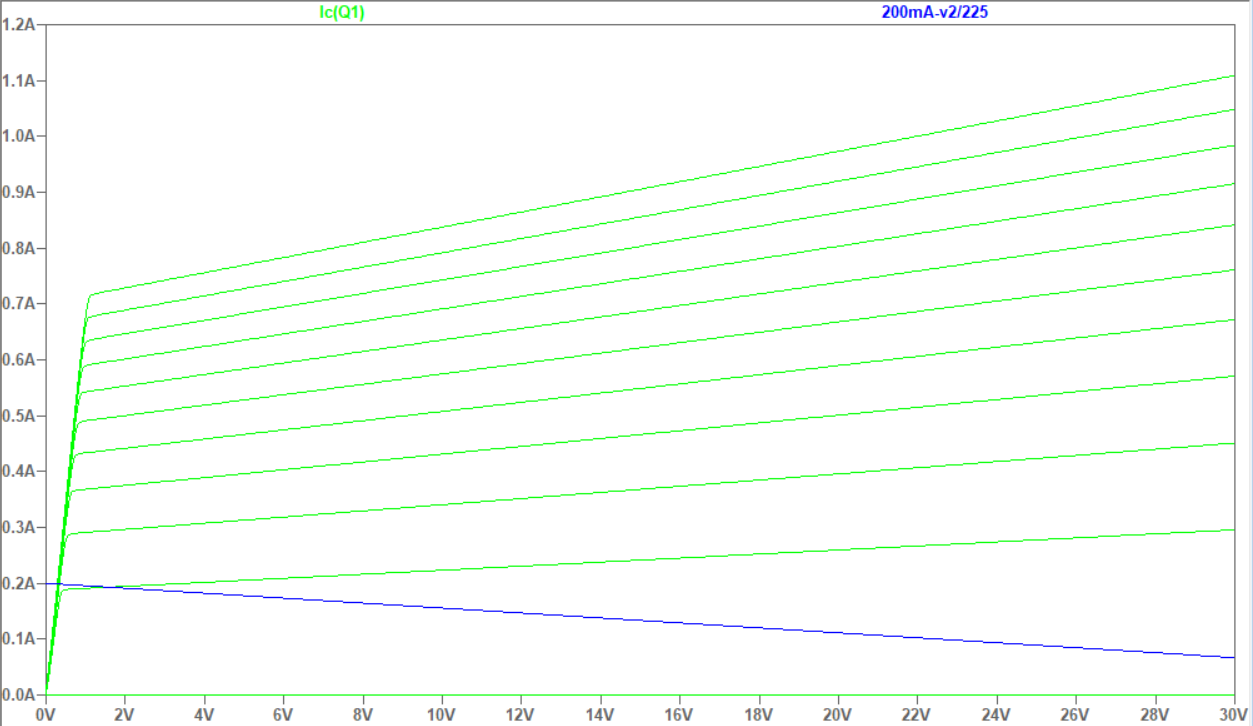 Ic(Q1) 200mA-v2/225
1.2A
1.1A
1.0A
0.9A
0.8A
0.7A
0.6A
0.5A
0.4A
0.3A
0.2A
0.1A
0.0A
0V 2V 4V 6V 8V 10V 12V 14V 16V 18V 20V 22V 24V 26V 28V 30V